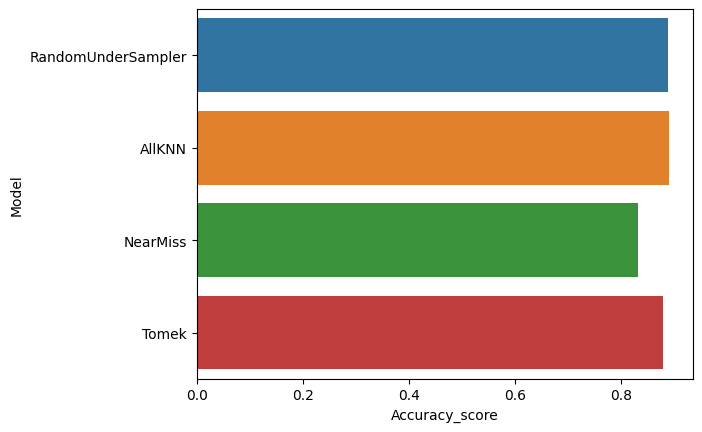 RandomUnderSampler
AllKNN
NearMiss
Tomek
Model
0.0 0.2 0.4 0.6 0.8
Accuracy_score